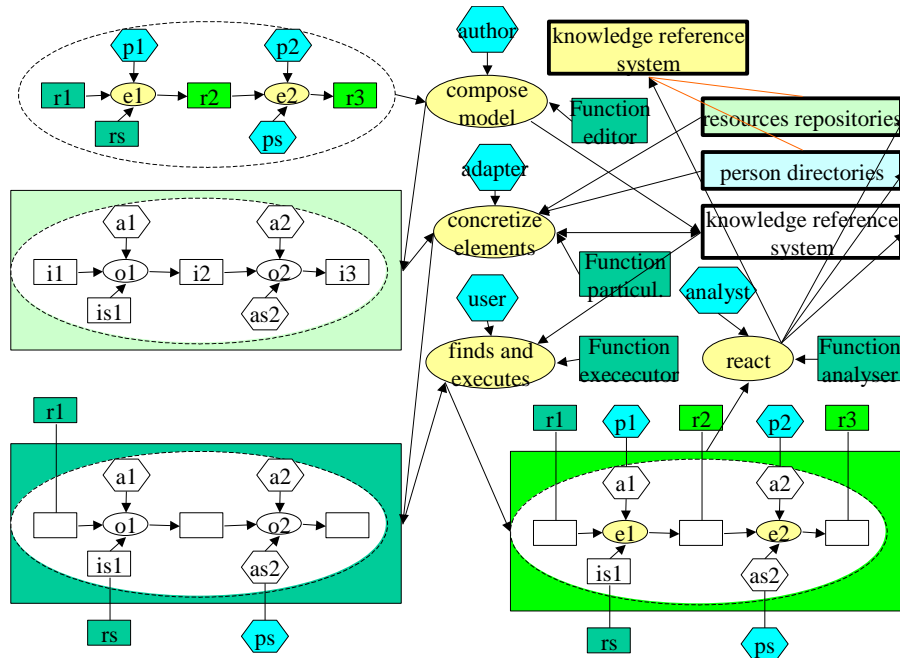 p1
p2
author
knowledge reference
system
r1
e1
r2
e2
r3
compose
model
Function
editor
resources repositories
rs
ps
adapter
person directories
a1
a2
concretize
elements
knowledge reference
system
i1
o1
i2
o2
i3
Function
particul.
is1
as2
user
analyst
finds and
executes
Function
exececutor
react
Function
analyser
r1
r1
p1
r2
p2
r3
a1
a2
a1
a2
o1
o2
e1
e2
is1
as2
is1
as2
rs
ps
rs
ps